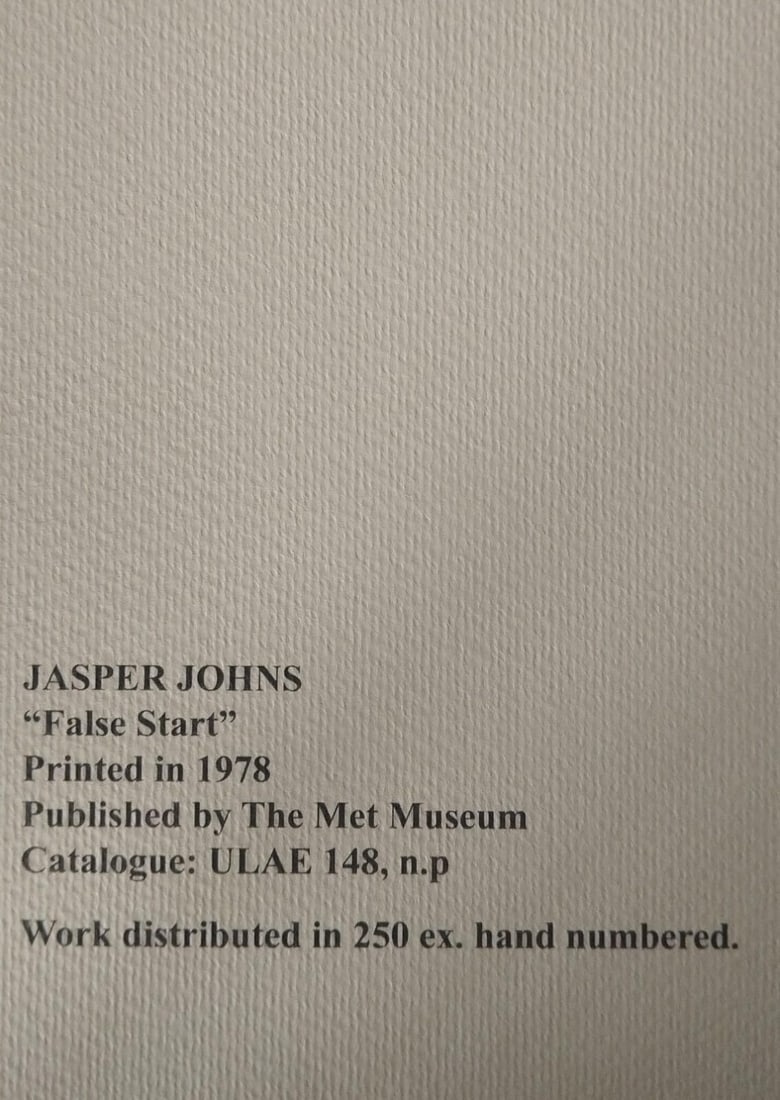 JASPER JOHNS
“False Start”
Printed in 1978
Published by The Met Museum
Catalogue: ULAE 148, n.p
Work distributed in 250 ex. hand numbered.